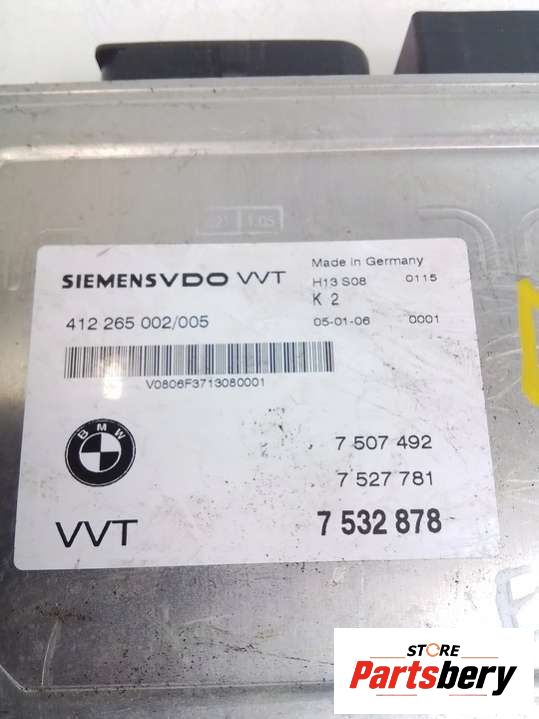 SIEMENSVDO VVT
Made in Germany
H13 S08 0115
K 2
412 265 002/005
05-01-06 0001
V0806F3713080001
BMW
7 507 492
7 527 781
VVT
7 532 878
STORE
Partsbery